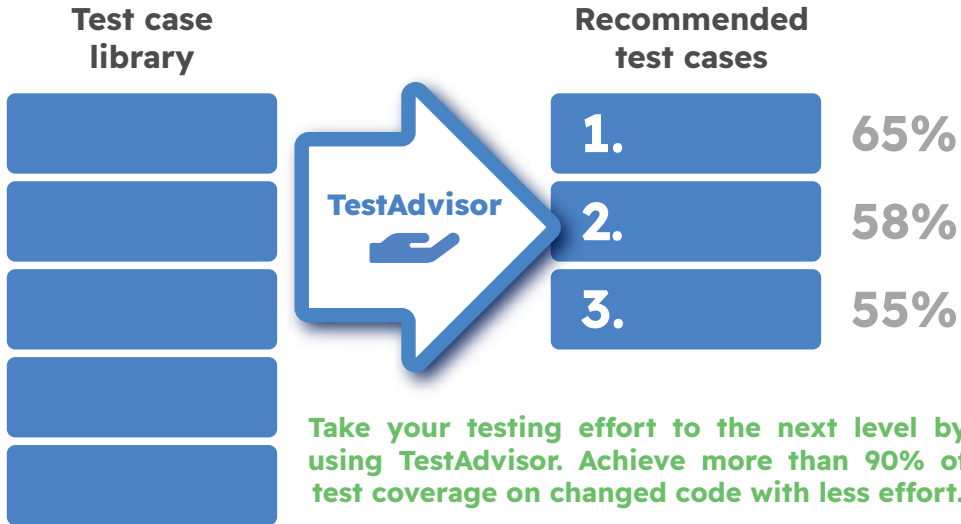 Test case
library
Recommended
test cases
TestAdvisor
1.
65%
2.
58%
3.
55%
Take your testing effort to the next level by
using TestAdvisor. Achieve more than 90% of
test coverage on changed code with less effort.